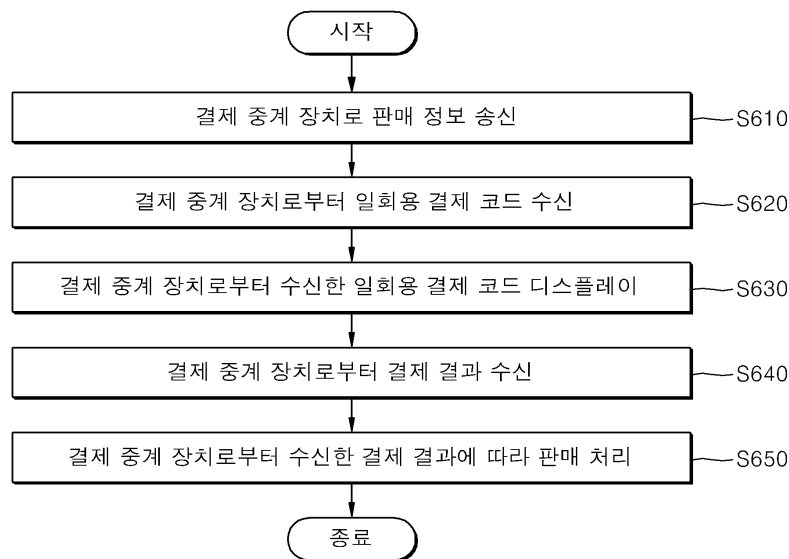 시작
결제 중계 장치로 판매 정보 송신
S610
결제 중계 장치로부터 일회용 결제 코드 수신
S620
결제 중계 장치로부터 수신한 일회용 결제 코드 디스플레이
S630
결제 중계 장치로부터 결제 결과 수신
S640
결제 중계 장치로부터 수신한 결제 결과에 따라 판매 처리
S650
종료